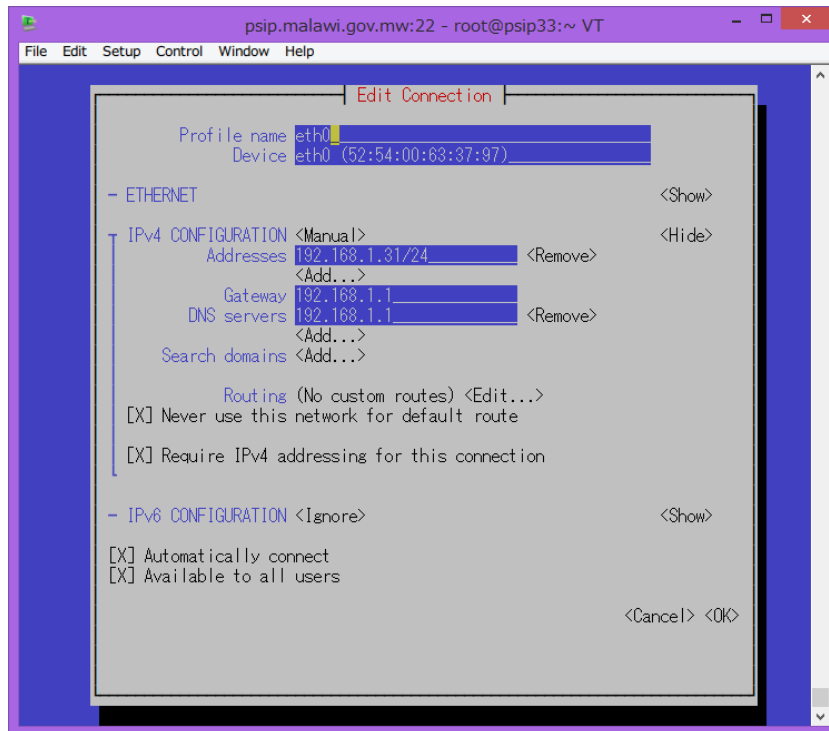 psip.malawi.gov.mw:22 - root@psip33:~ VT
File Edit Setup Control Window Help
Edit Connection
Profile name eth0
Device eth0 (52:54:00:63:37:97)
- ETHERNET <Show>
IPv4 CONFIGURATION <Manual> <Hide>
Addresses 192.168.1.31/24 <Remove>
<Add...>
Gateway 192.168.1.1
DNS servers 192.168.1.1 <Remove>
<Add...>
Search domains <Add...>
Routing (No custom routes) <Edit...>
[X] Never use this network for default route
[X] Require IPv4 addressing for this connection
- IPv6 CONFIGURATION <Ignore> <Show>
[X] Automatically connect
[X] Available to all users
<Cancel> <OK>